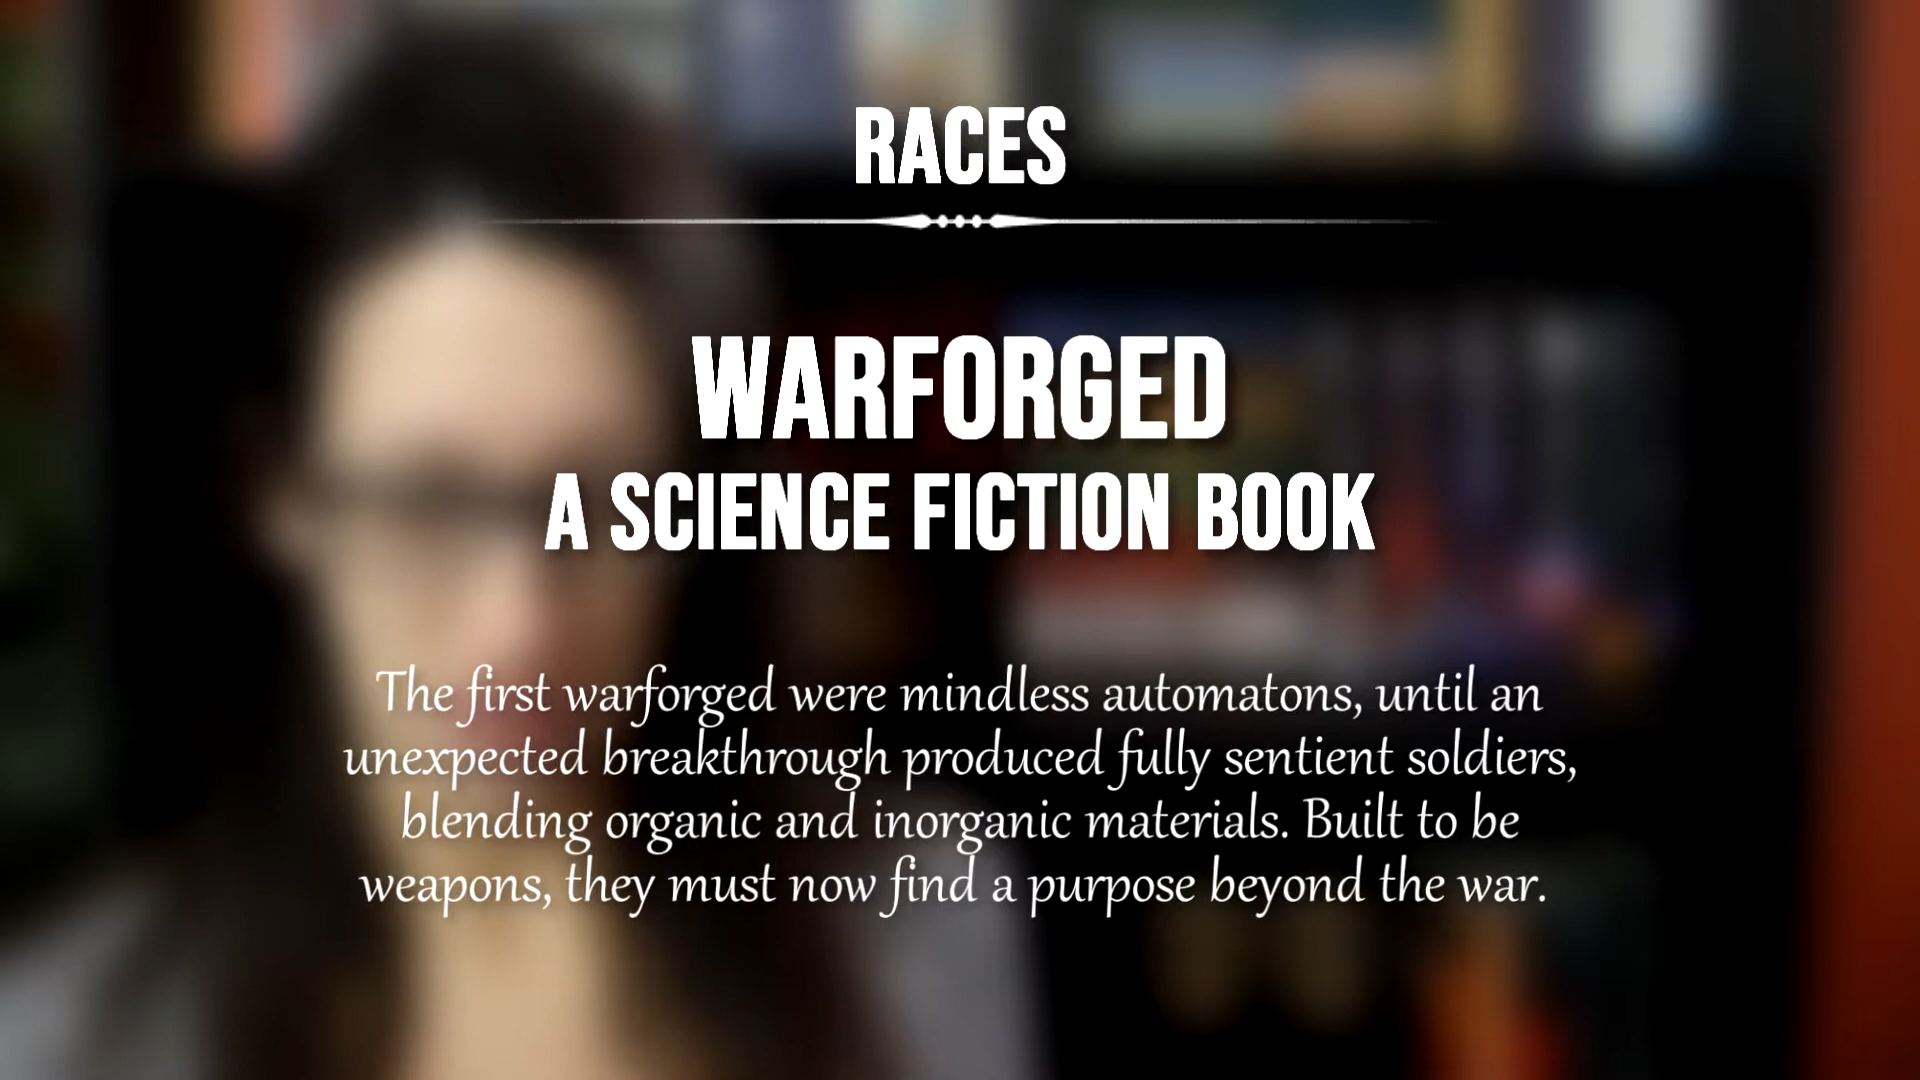 RACES
WARFORGED
A SCIENCE FICTION BOOK
The first warforged were mindless automatons, until an
unexpected breakthrough produced fully sentient soldiers,
blending organic and inorganic materials. Built to be
weapons, they must now find a purpose beyond the war.